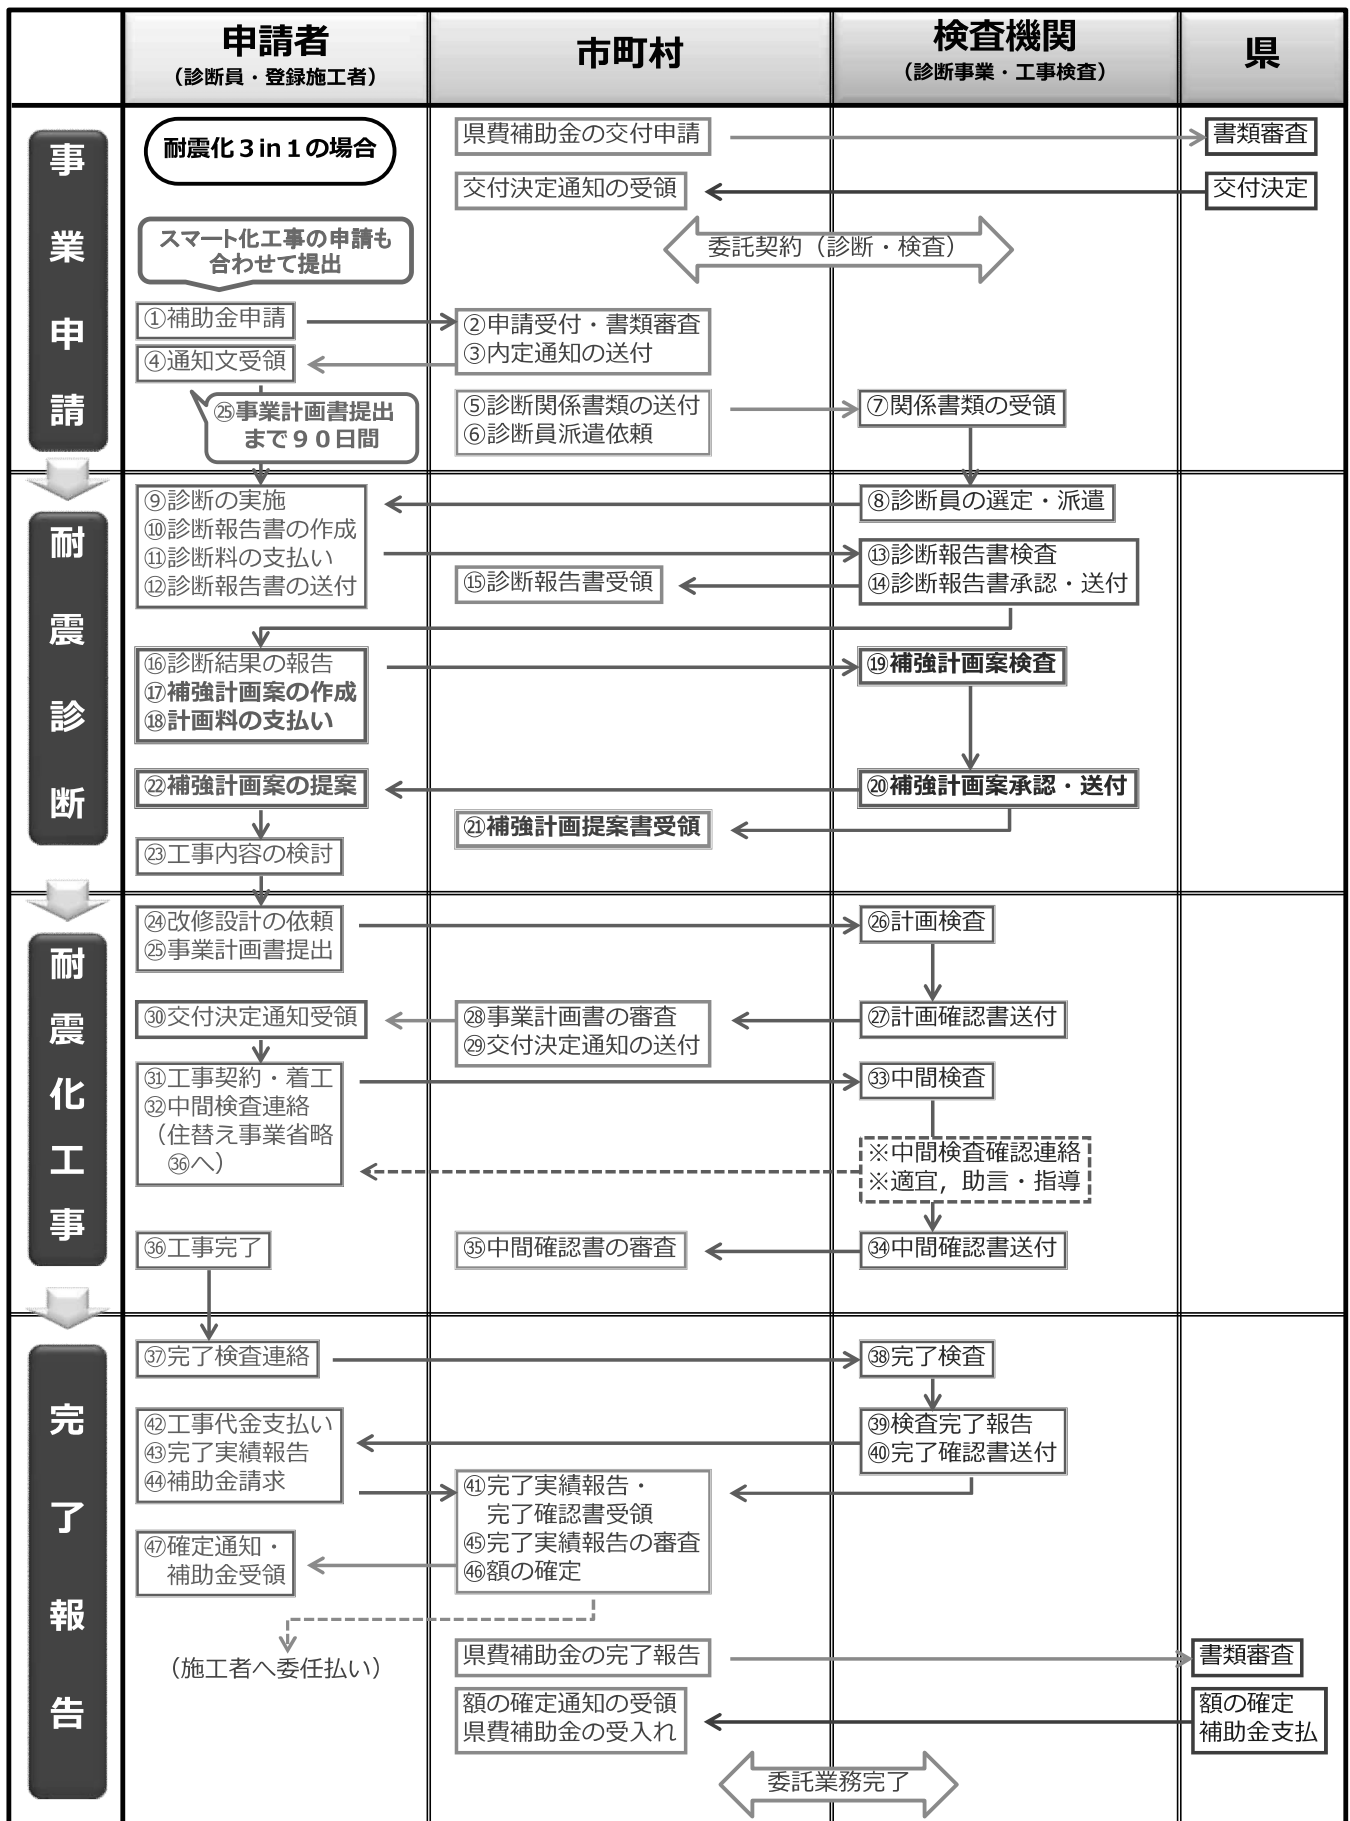 申請者
（診断員・登録施工者）
市町村
検査機関
（診断事業・工事検査）
県
事業申請
耐震化３in１の場合
県費補助金の交付申請
書類審査
交付決定通知の受領
交付決定
スマート化工事の申請も
合わせて提出
委託契約（診断・検査）
①補助金申請
②申請受付・書類審査
③内定通知の送付
④通知文受領
㉕事業計画書提出
まで９０日間
⑤診断関係書類の送付
⑥診断員派遣依頼
⑦関係書類の受領
耐震診断
⑨診断の実施
⑩診断報告書の作成
⑪診断料の支払い
⑫診断報告書の送付
⑧診断員の選定・派遣
⑬診断報告書検査
⑭診断報告書承認・送付
⑮診断報告書受領
⑯診断結果の報告
⑰補強計画案の作成
⑱計画料の支払い
⑲補強計画案検査
㉒補強計画案の提案
⑳補強計画案承認・送付
㉑補強計画提案書受領
㉓工事内容の検討
耐震化工事
㉔改修設計の依頼
㉕事業計画書提出
㉖計画検査
㉚交付決定通知受領
㉘事業計画書の審査
㉙交付決定通知の送付
㉗計画確認書送付
㉛工事契約・着工
㉜中間検査連絡
（住替え事業省略
㊱へ）
㉝中間検査
※中間検査確認連絡
※適宜，助言・指導
㊱工事完了
㉟中間確認書の審査
㉞中間確認書送付
完了報告
㊲完了検査連絡
㊳完了検査
㊷工事代金支払い
㊸完了実績報告
㊹補助金請求
㊴検査完了報告
㊵完了確認書送付
㊶完了実績報告・
完了確認書受領
㊺完了実績報告の審査
㊻額の確定
㊼確定通知・
補助金受領
（施工者へ委任払い）
県費補助金の完了報告
書類審査
額の確定通知の受領
県費補助金の受入れ
額の確定
補助金支払
委託業務完了